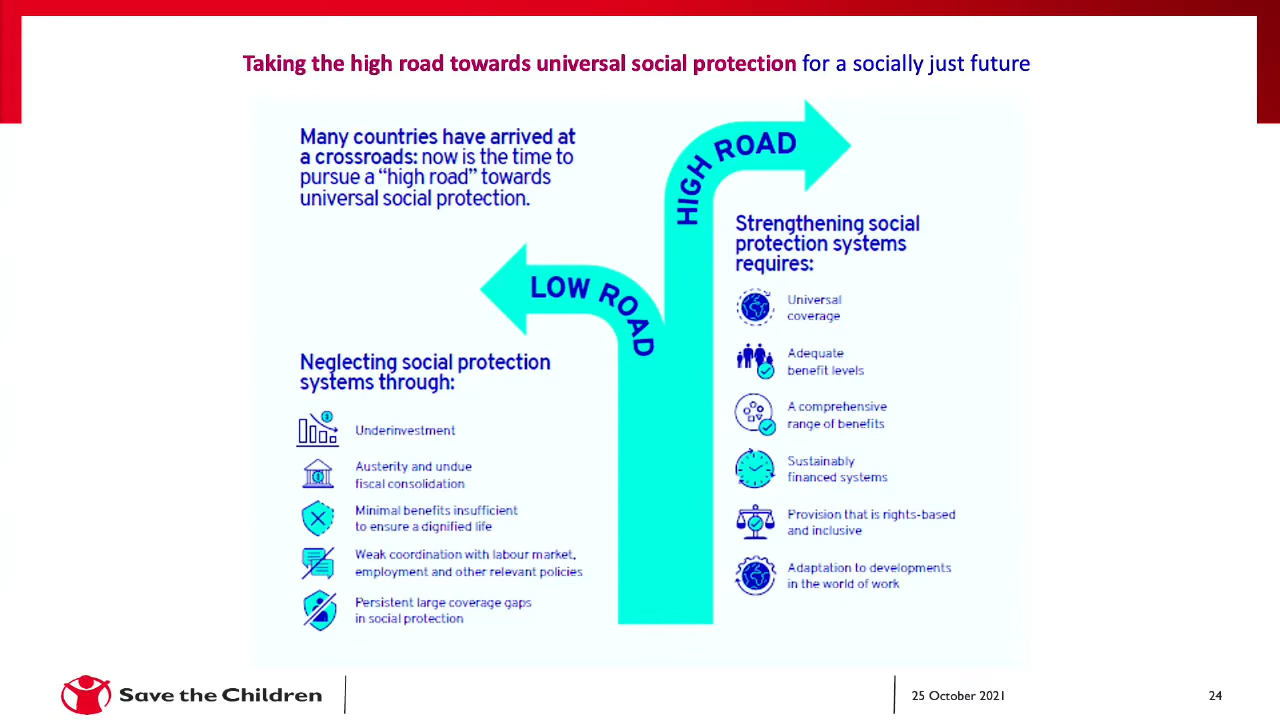 Taking the high road towards universal social protection for a socially just future
Many countries have arrived at
a crossroads: now is the time to
pursue a “high road” towards
universal social protection.
HIGH ROAD
LOW ROAD
Neglecting social protection
systems through:
Underinvestment
Austerity and undue
fiscal consolidation
Minimal benefits insufficient
to ensure a dignified life
Weak coordination with labour market,
employment and other relevant policies
Persistent large coverage gaps
in social protection
Strengthening social
protection systems
requires:
Universal
coverage
Adequate
benefit levels
A comprehensive
range of benefits
Sustainably
financed systems
Provision that is rights-based
and inclusive
Adaptation to developments
in the world of work
Save the Children
25 October 2021
24